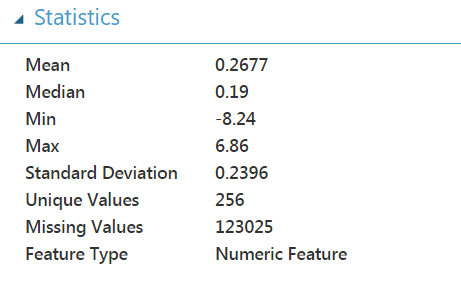 Statistics
Mean 0.2677
Median 0.19
Min -8.24
Max 6.86
Standard Deviation 0.2396
Unique Values 256
Missing Values 123025
Feature Type Numeric Feature